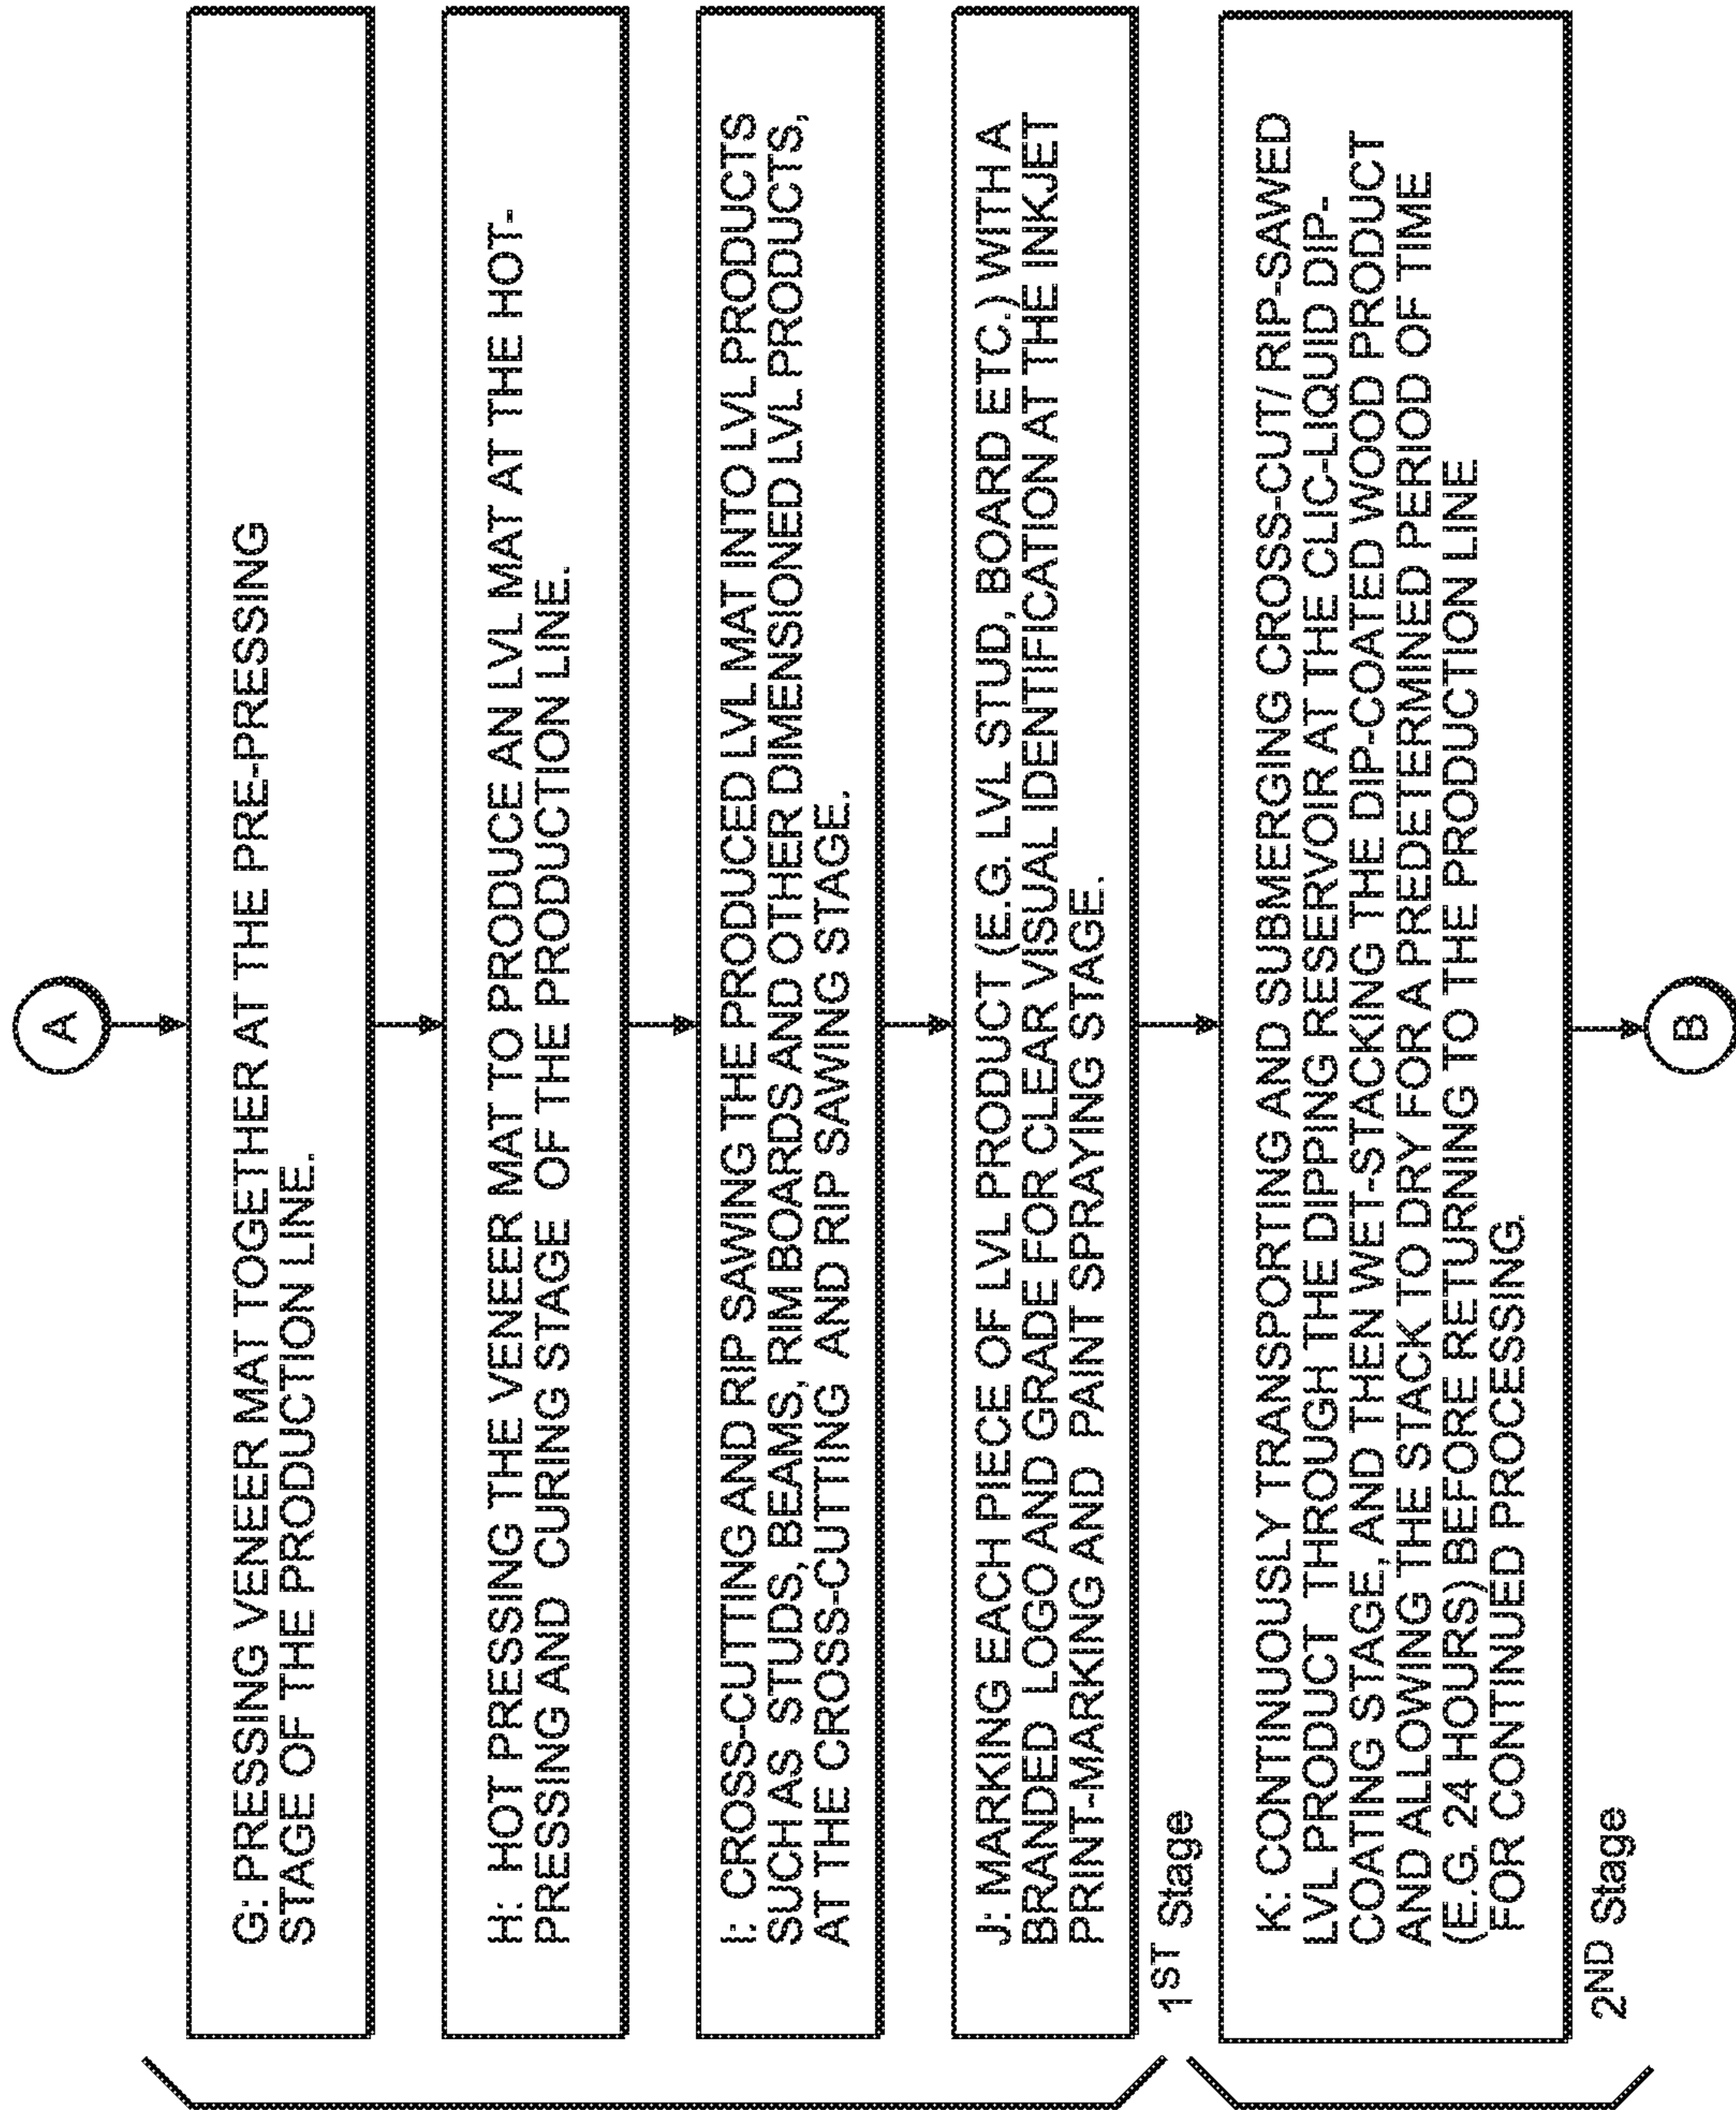 A
G: PRESSING VENEER MAT TOGETHER AT THE PRE-PRESSING
STAGE OF THE PRODUCTION LINE.
H: HOT PRESSING THE VENEER MAT TO PRODUCE AN LVL MAT AT THE HOT-
PRESSING AND CURING STAGE OF THE PRODUCTION LINE.
I: CROSS-CUTTING AND RIP SAWING THE PRODUCED LVL MAT INTO LVL PRODUCTS
SUCH AS STUDS, BEAMS, RIM BOARDS AND OTHER DIMENSIONED LVL PRODUCTS,
AT THE CROSS-CUTTING AND RIP SAWING STAGE.
J: MARKING EACH PIECE OF LVL PRODUCT (E.G. LVL STUD, BOARD ETC.) WITH A
BRANDED LOGO AND GRADE FOR CLEAR VISUAL IDENTIFICATION AT THE INKJET
PRINT-MARKING AND PAINT SPRAYING STAGE.
1ST Stage
K: CONTINUOUSLY TRANSPORTING AND SUBMERGING CROSS-CUT/ RIP-SAWED
LVL PRODUCT THROUGH THE DIPPING RESERVOIR AT THE CLIC-LIQUID DIP-
COATING STAGE, AND THEN WET-STACKING THE DIP-COATED WOOD PRODUCT
AND ALLOWING THE STACK TO DRY FOR A PREDETERMINED PERIOD OF TIME
(E.G. 24 HOURS) BEFORE RETURNING TO THE PRODUCTION LINE
FOR CONTINUED PROCESSING.
2ND Stage
B